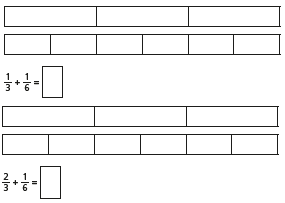 1/3 + 1/6 =
2/3 + 1/6 =